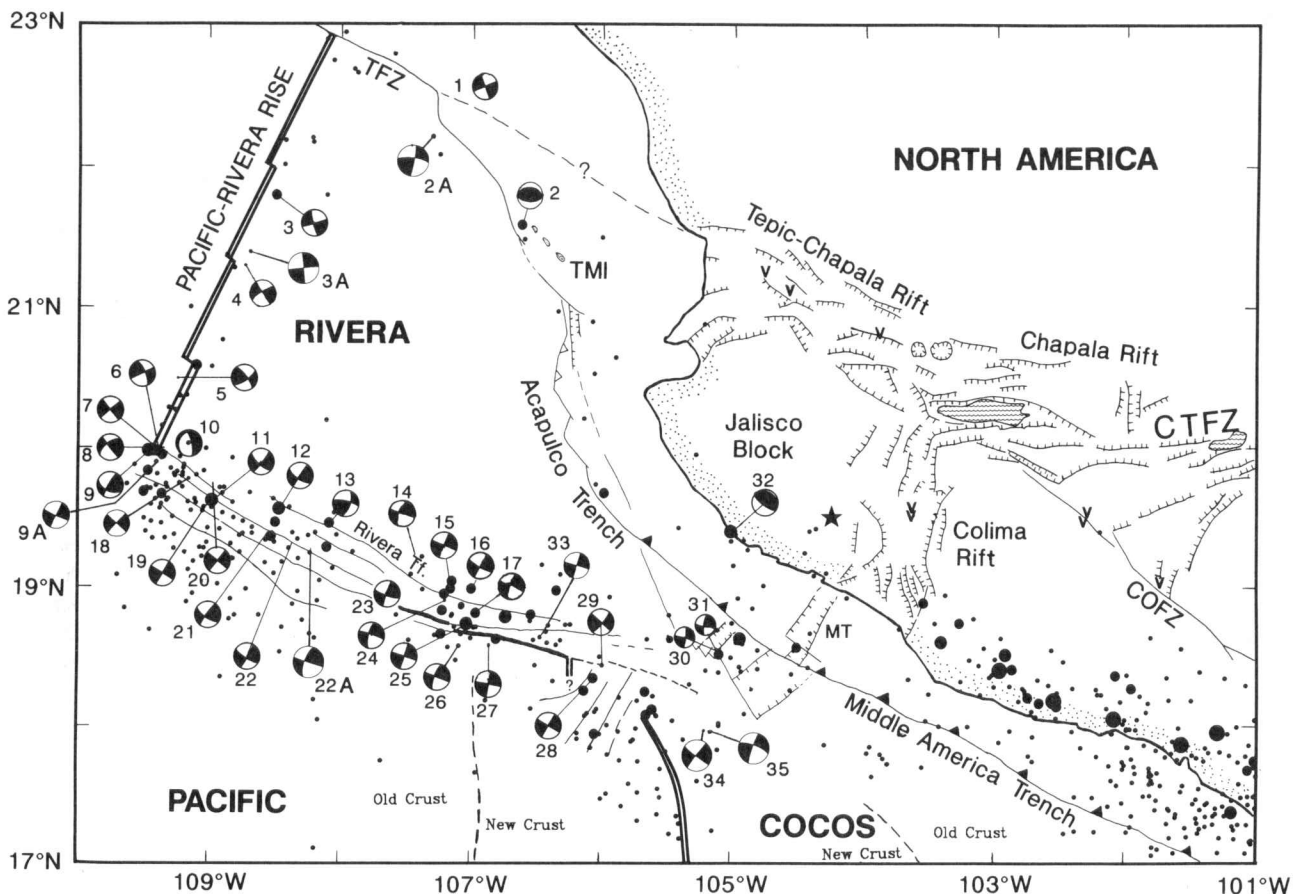 23°N
21°N
19°N
17°N
109°W
107°W
105°W
103°W
101°W
PACIFIC-RIVERA RISE
TFZ
1
2A
?
2
TMI
3
3A
4
RIVERA
NORTH AMERICA
Tepic-Chapala Rift
Chapala Rift
CTFZ
Jalisco
Block
32
Colima
Rift
COFZ
Acapulco
Trench
6
7
8
9
9A
5
10
11
12
13
14
15
16
17
33
29
31
30
18
19
20
21
22
22A
23
24
25
26
27
28
Rivera Tf.
?
MT
Middle America Trench
34
35
PACIFIC
Old Crust
New Crust
COCOS
New Crust
Old Crust